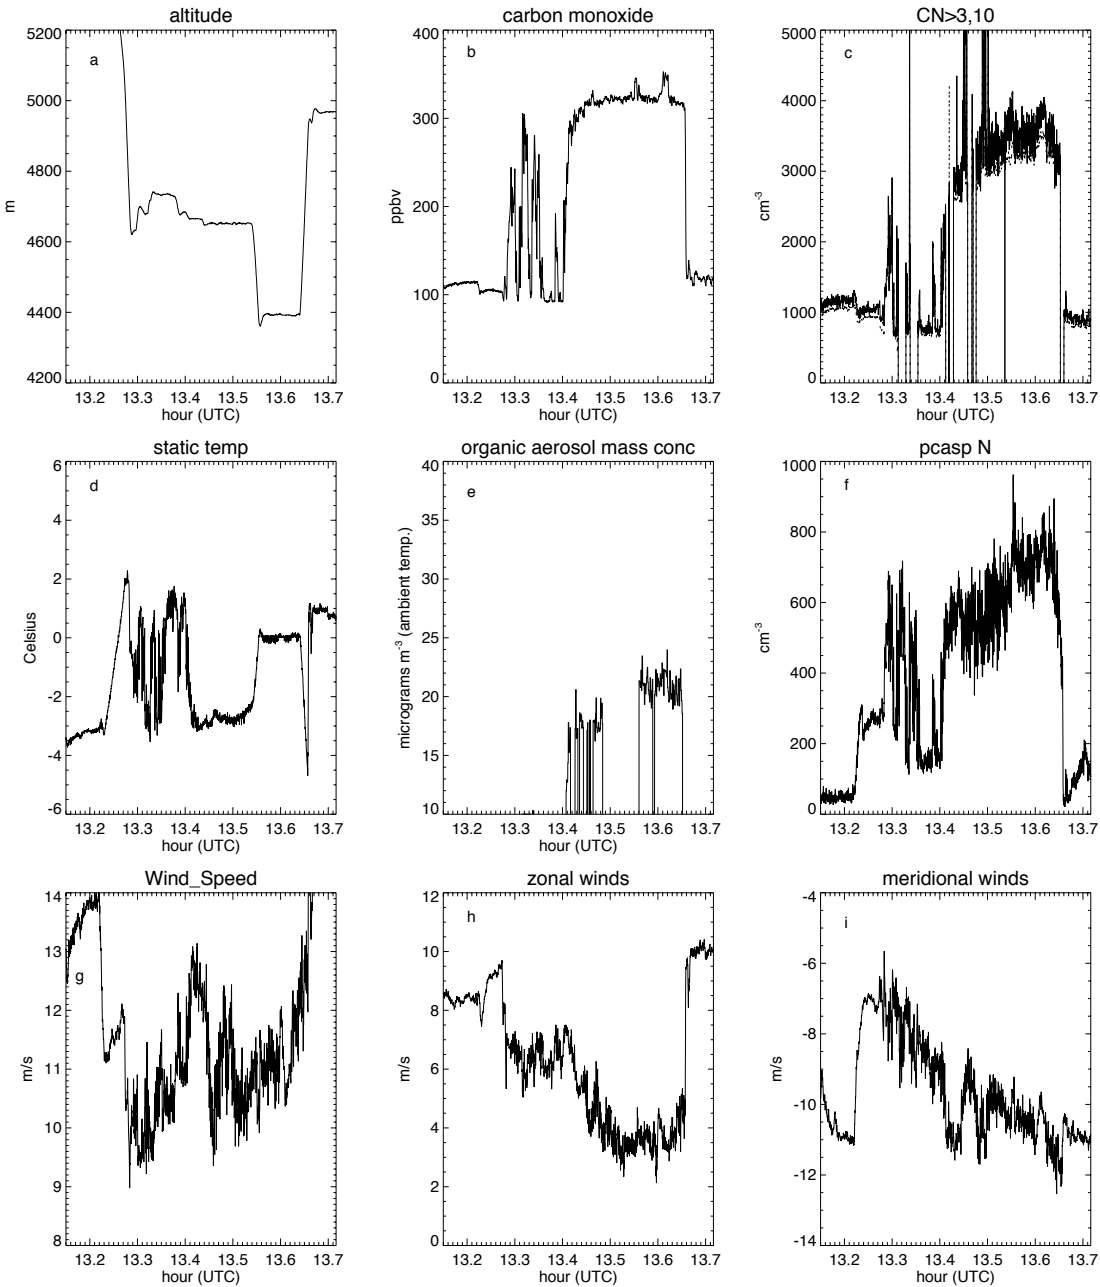 altitude
5200
a
5000
4800
m
4600
4400
4200
13.2 13.3 13.4 13.5 13.6 13.7
hour (UTC)
carbon monoxide
400
b
300
ppbv
200
100
0
13.2 13.3 13.4 13.5 13.6 13.7
hour (UTC)
CN>3,10
5000
c
4000
3000
cm-3
2000
1000
0
13.2 13.3 13.4 13.5 13.6 13.7
hour (UTC)
static temp
6
d
4
2
Celsius
0
-2
-4
-6
13.2 13.3 13.4 13.5 13.6 13.7
hour (UTC)
organic aerosol mass conc
40
e
35
30
micrograms m-3 (ambient temp.)
25
20
15
10
13.2 13.3 13.4 13.5 13.6 13.7
hour (UTC)
pcasp N
1000
f
800
600
cm-3
400
200
0
13.2 13.3 13.4 13.5 13.6 13.7
hour (UTC)
Wind_Speed
14
13
g
12
m/s
11
10
9
8
13.2 13.3 13.4 13.5 13.6 13.7
hour (UTC)
zonal winds
12
h
10
8
m/s
6
4
2
0
13.2 13.3 13.4 13.5 13.6 13.7
hour (UTC)
meridional winds
-4
i
-6
-8
m/s
-10
-12
-14
13.2 13.3 13.4 13.5 13.6 13.7
hour (UTC)